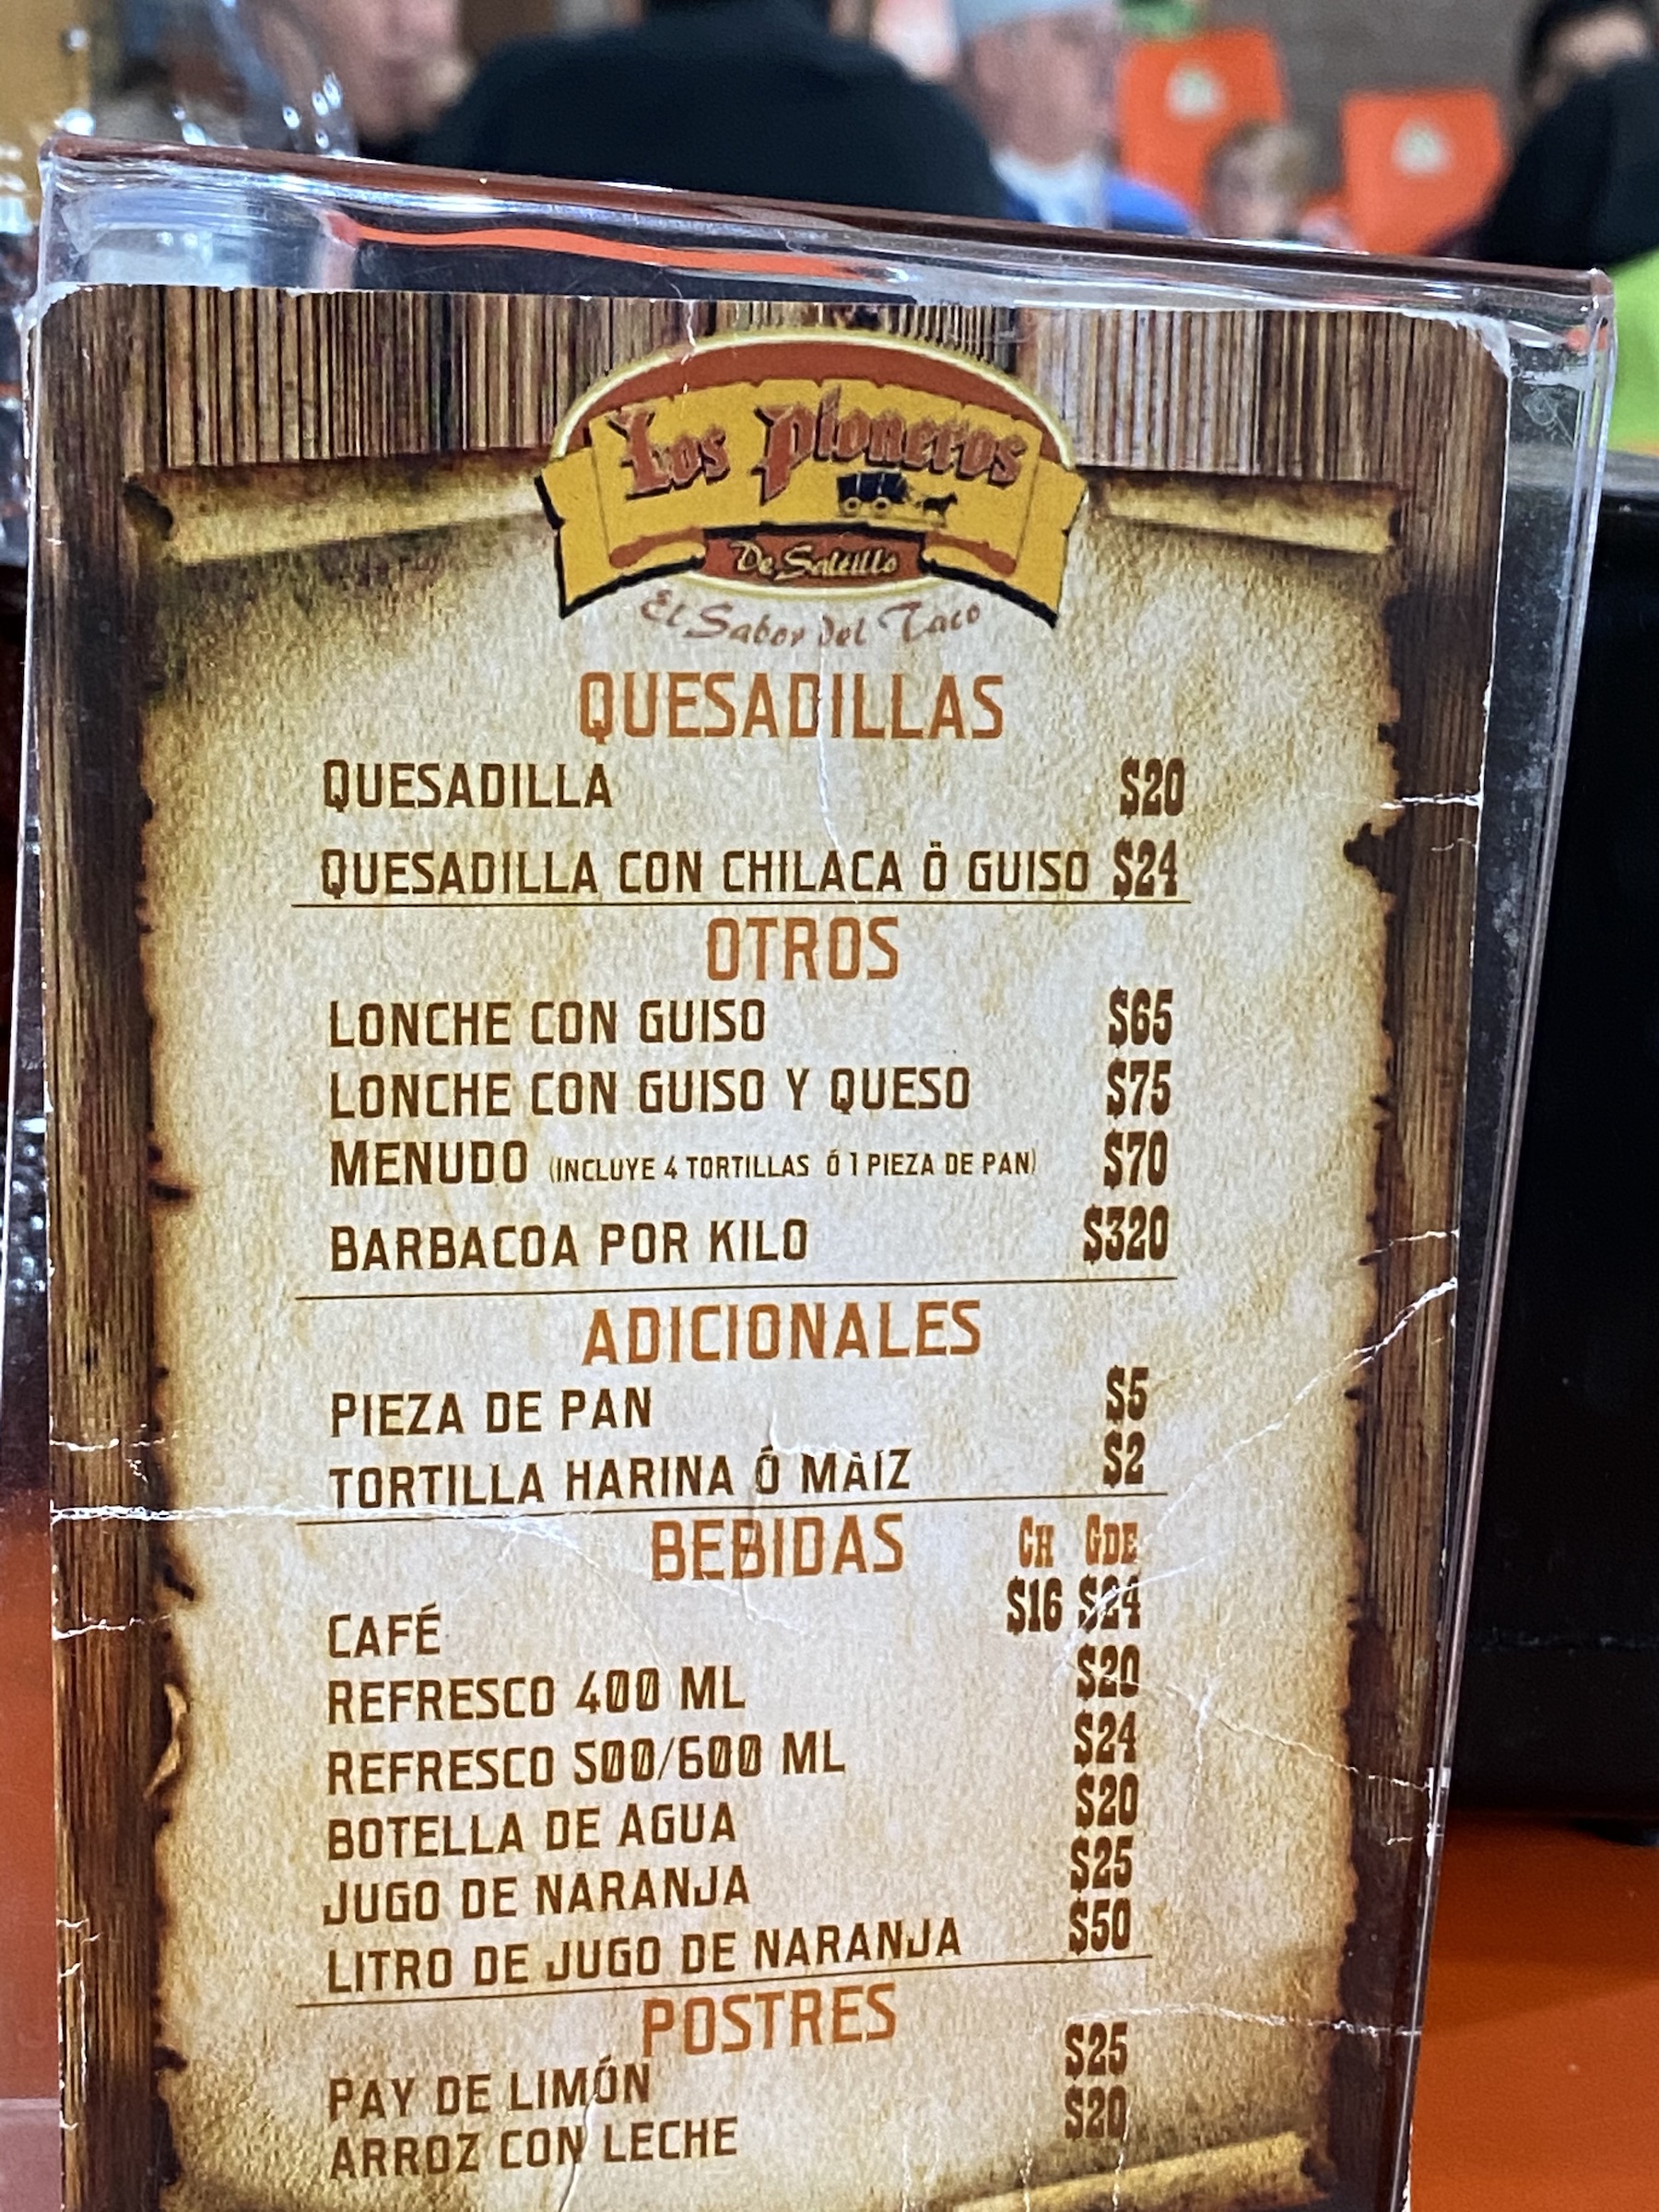 Los Pioneros
De Saltillo
El Sabor del Taco
QUESADILLAS
QUESADILLA $20
QUESADILLA CON CHILACA Ö GUISO $24
OTROS
LONCHE CON GUISO $65
LONCHE CON GUISO Y QUESO $75
MENUDO (INCLUYE 4 TORTILLAS Ó 1 PIEZA DE PAN) $70
BARBACOA POR KILO $320
ADICIONALES
PIEZA DE PAN $5
TORTILLA HARINA Ó MAÍZ $2
BEBIDAS CH GDE
CAFÉ $16 $24
REFRESCO 400 ML $20
REFRESCO 500/600 ML $24
BOTELLA DE AGUA $20
JUGO DE NARANJA $25
LITRO DE JUGO DE NARANJA $50
POSTRES
PAY DE LIMÓN $25
ARROZ CON LECHE $20